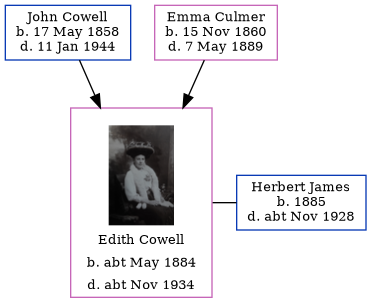 John Cowell
b. 17 May 1858
d. 11 Jan 1944
Emma Culmer
b. 15 Nov 1860
d. 7 May 1889
Edith Cowell
b. abt May 1884
d. abt Nov 1934
Herbert James
b. 1885
d. abt Nov 1928